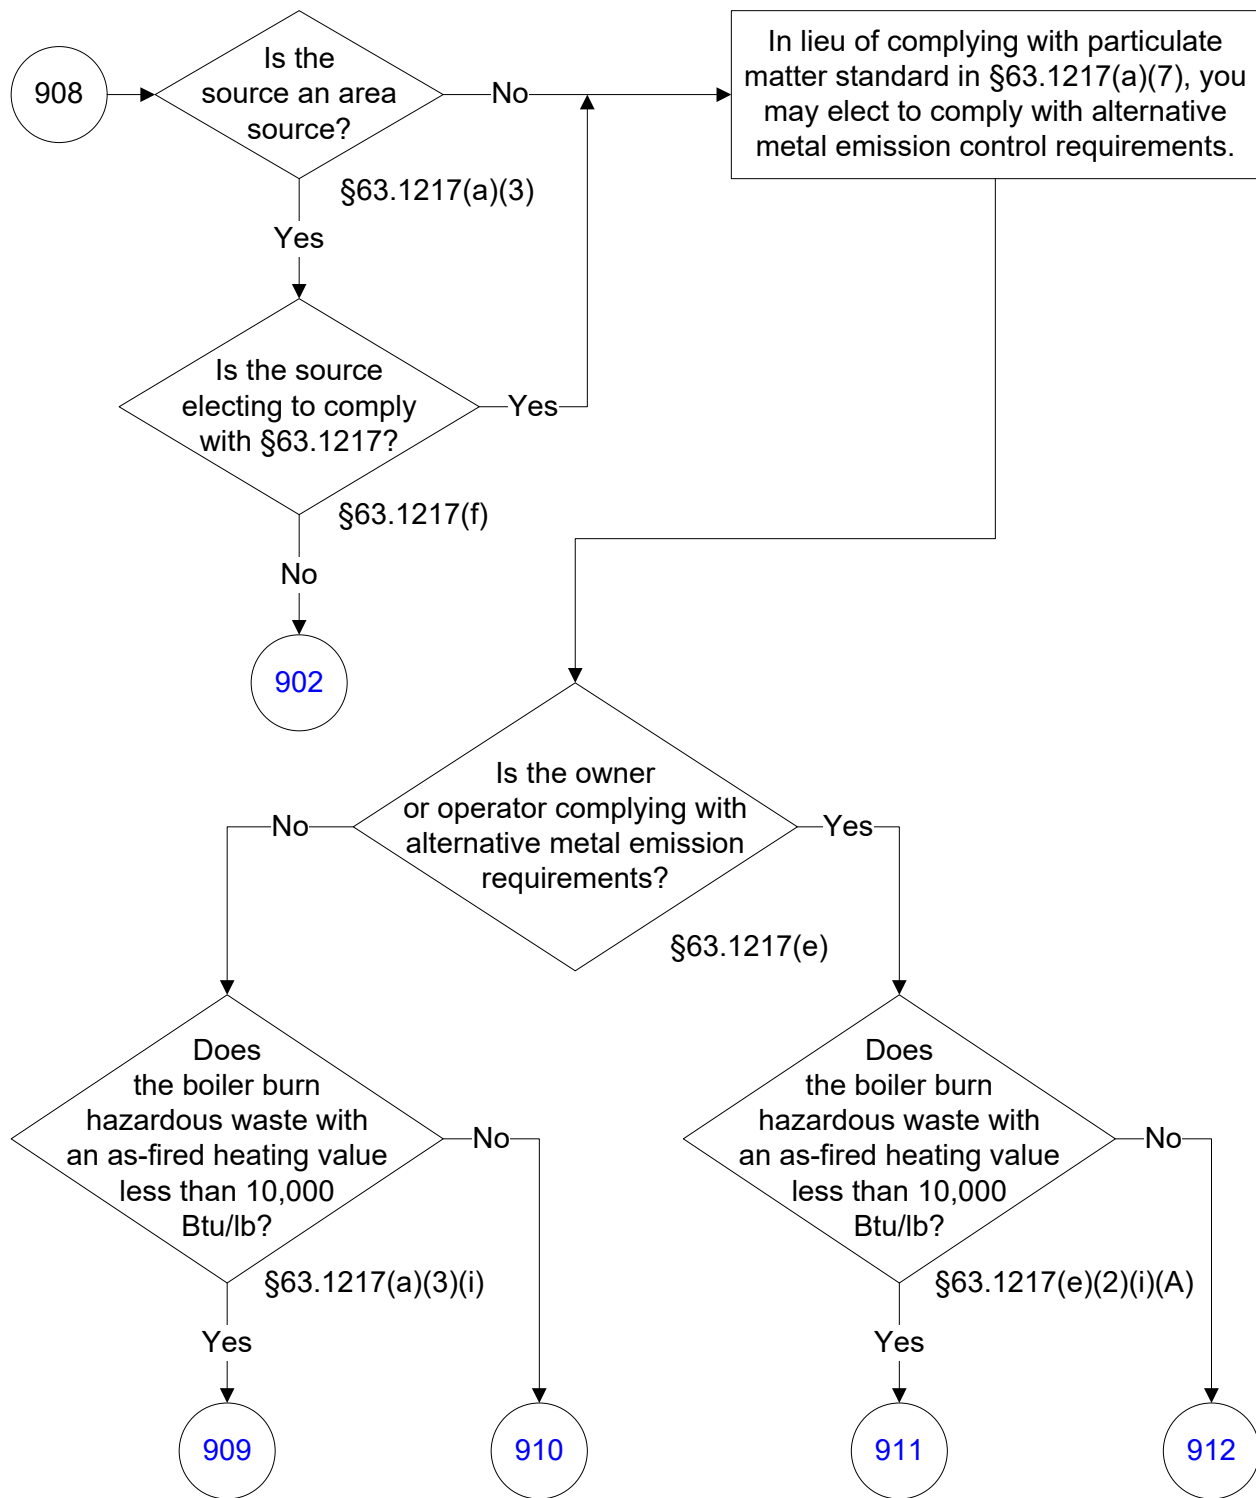 908
Is the
source an area
source?
No
In lieu of complying with particulate
matter standard in §63.1217(a)(7), you
may elect to comply with alternative
metal emission control requirements.
§63.1217(a)(3)
Yes
Is the source
electing to comply
with §63.1217?
Yes
§63.1217(f)
No
902
Is the owner
or operator complying with
alternative metal emission
requirements?
No
Yes
§63.1217(e)
Does
the boiler burn
hazardous waste with
an as-fired heating value
less than 10,000
Btu/lb?
No
§63.1217(a)(3)(i)
Yes
Does
the boiler burn
hazardous waste with
an as-fired heating value
less than 10,000
Btu/lb?
No
§63.1217(e)(2)(i)(A)
Yes
909
910
911
912